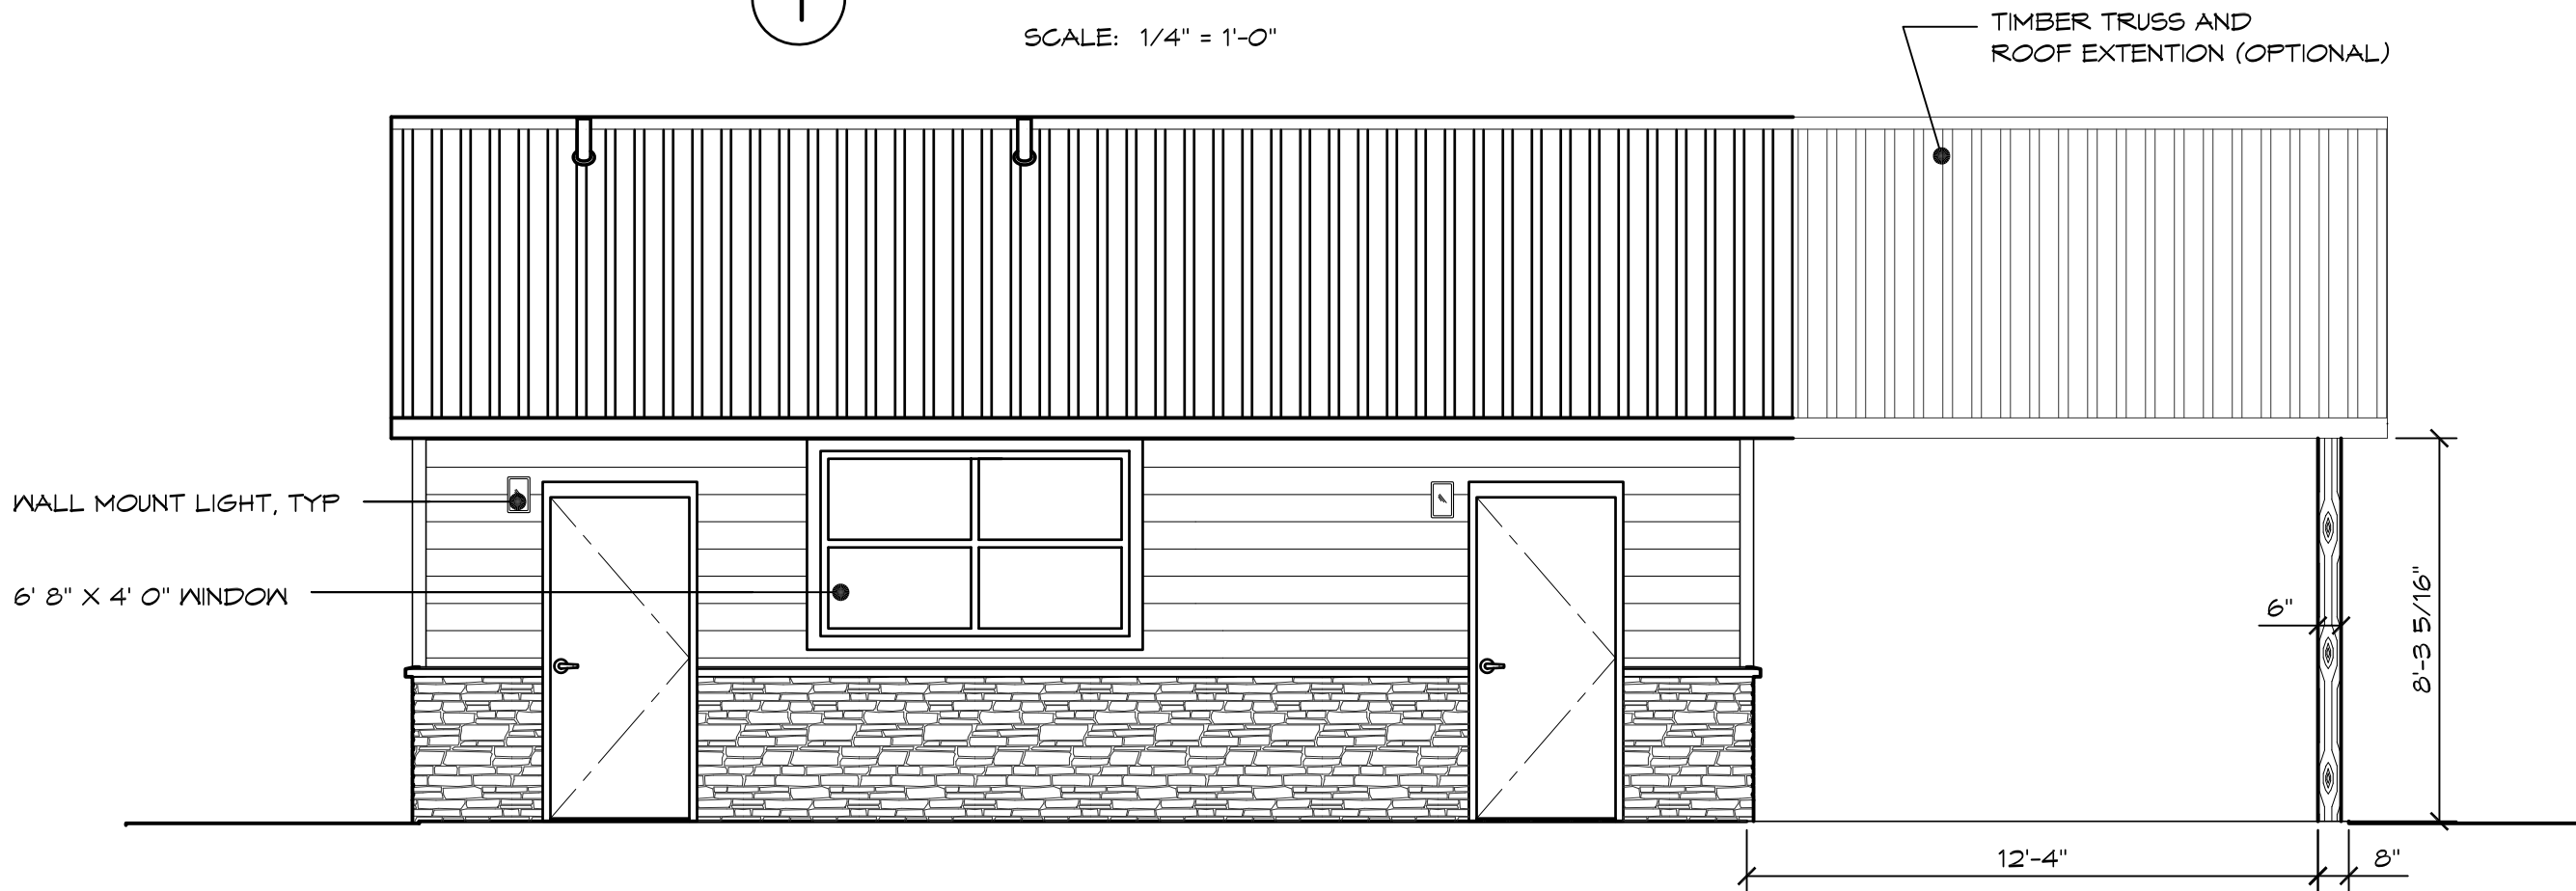 1
SCALE: 1/4" = 1'-0"
TIMBER TRUSS AND
ROOF EXTENTION (OPTIONAL)
WALL MOUNT LIGHT, TYP
6' 8" X 4' 0" WINDOW
6"
8'-3 5/16"
12'-4"
8"